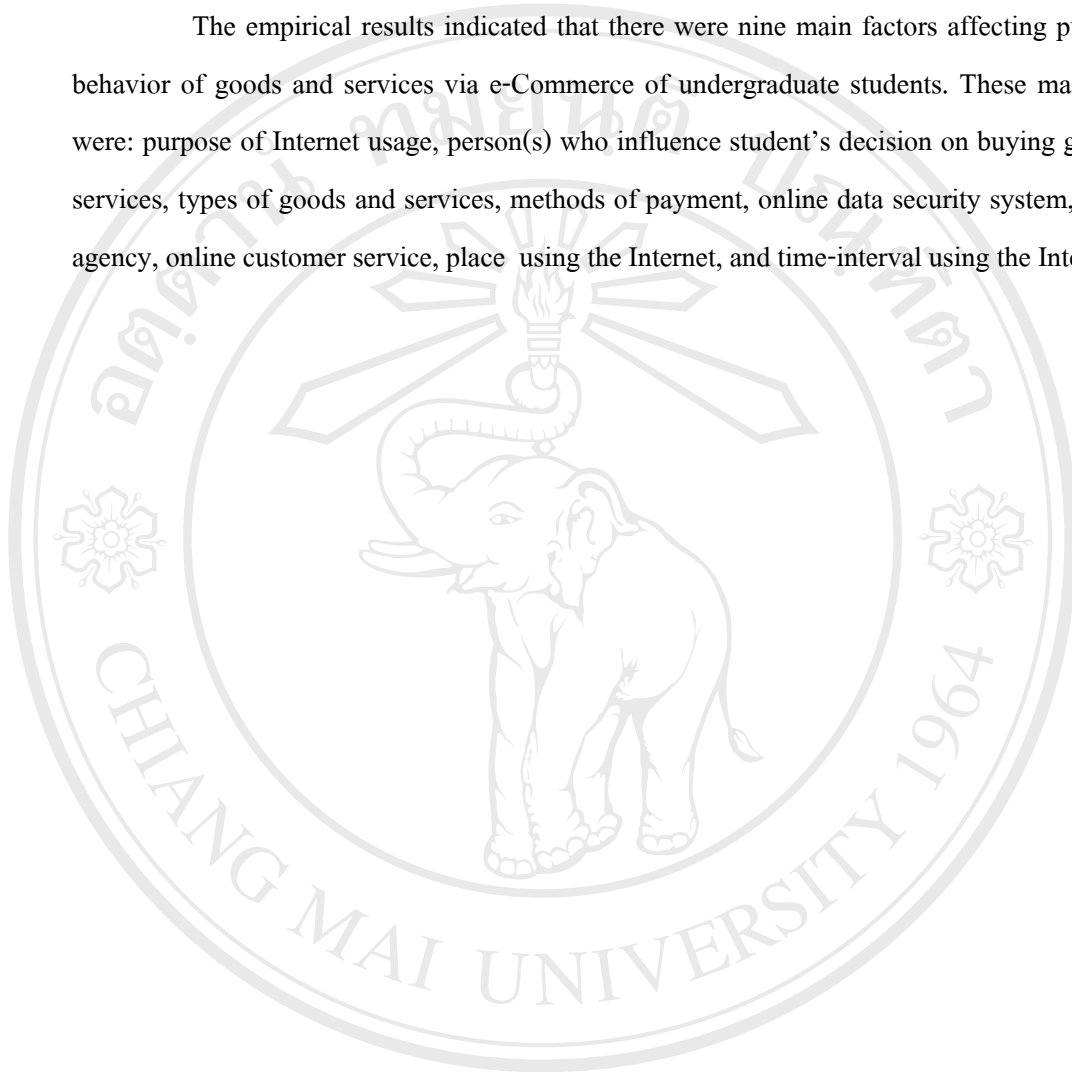 The empirical results indicated that there were nine main factors affecting
behavior of goods and services via e-Commerce of undergraduate students. These
were: purpose of Internet usage, person(s) who influence student’s decision on buying
services, types of goods and services, methods of payment, online data security system,
agency, online customer service, place using the Internet, and time-interval using the
CHIANG MAI UNIVERSITY 1964